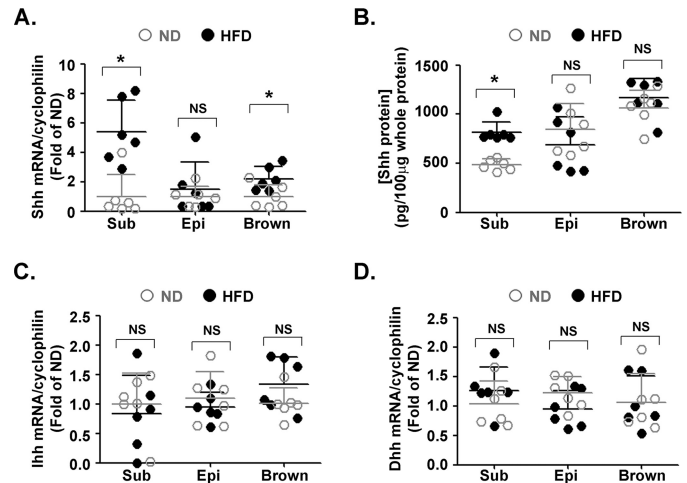 A.
ND HFD
Shh mRNA/cyclophilin
(Fold of ND)
10
8
6
4
2
0
*
NS
*
Sub Epi Brown
B.
ND HFD
[Shh protein]
(pg/100µg whole protein)
1500
1000
500
0
*
NS
NS
Sub Epi Brown
C.
ND HFD
Ihh mRNA/cyclophilin
(Fold of ND)
2.5
2.0
1.5
1.0
0.5
0.0
NS
NS
NS
Sub Epi Brown
D.
ND HFD
Dhh mRNA/cyclophilin
(Fold of ND)
2.5
2.0
1.5
1.0
0.5
0.0
NS
NS
NS
Sub Epi Brown